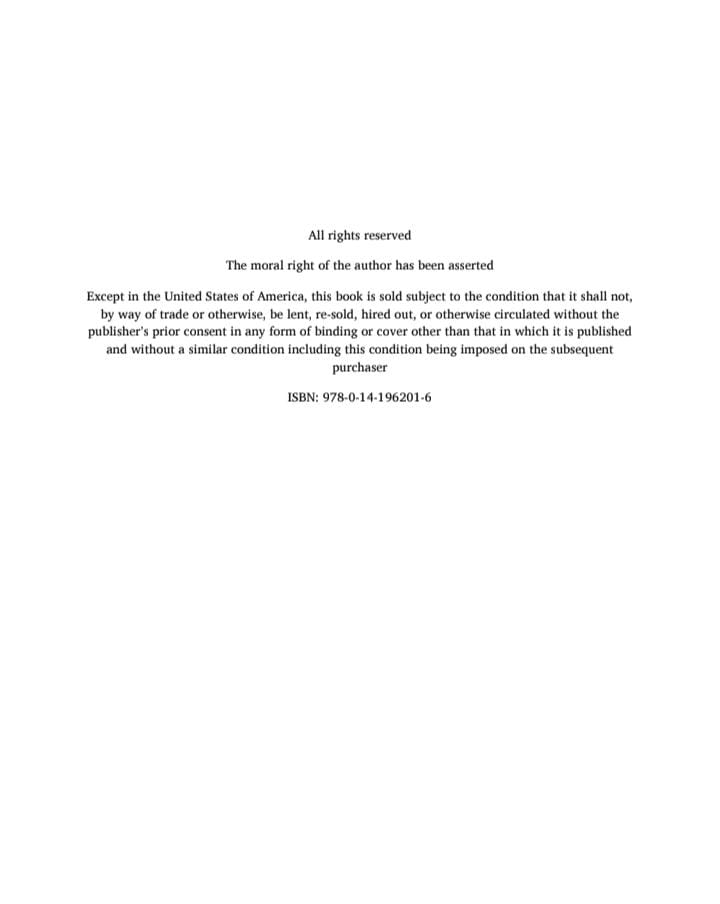 All rights reserved
The moral right of the author has been asserted
Except in the United States of America, this book is sold subject to the condition that it shall not,
by way of trade or otherwise, be lent, re-sold, hired out, or otherwise circulated without the
publisher's prior consent in any form of binding or cover other than that in which it is published
and without a similar condition including this condition being imposed on the subsequent
purchaser
ISBN: 978-0-14-196201-6